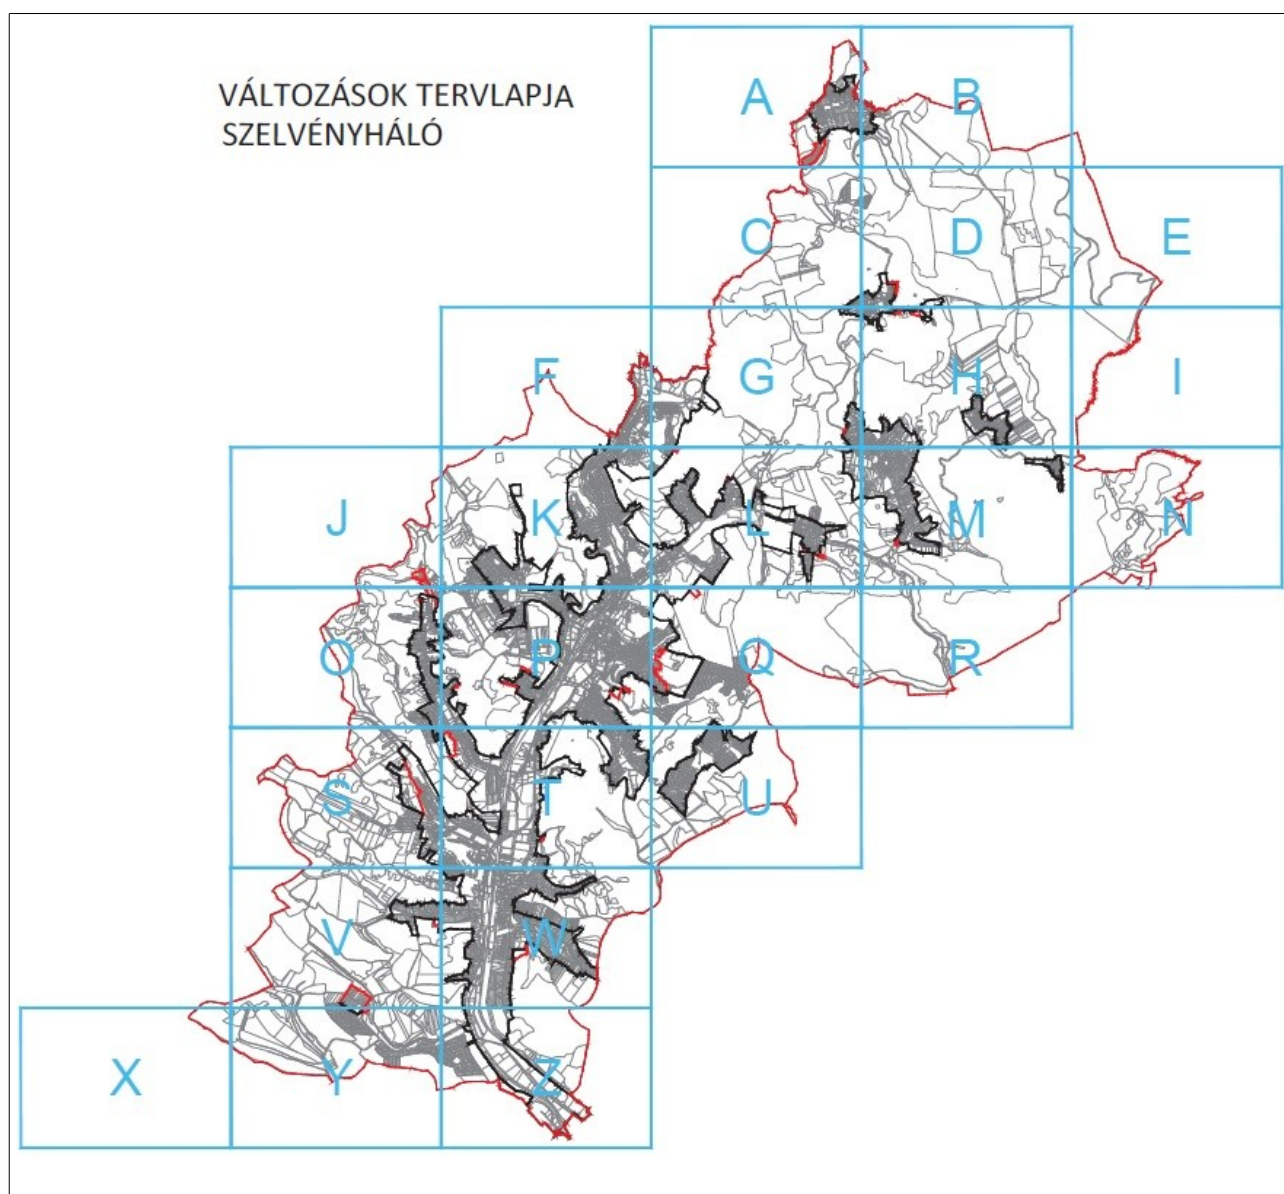 VÁLTOZÁSOK TERVLAPJA
SZELVÉNYHÁLÓ
A B
C D E
F G H I
J K L M N
O P Q R
S T U
V W
X Y Z